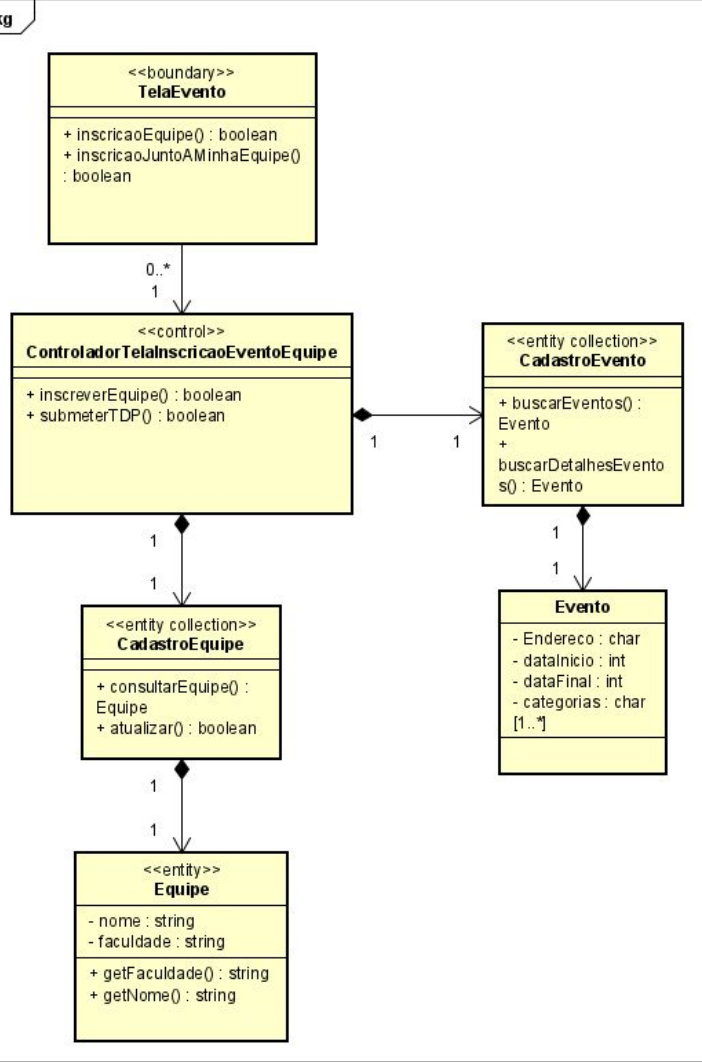 kg
<<boundary>>
TelaEvento
+ inscricaoEquipe() : boolean
+ inscricaoJuntoAMinhaEquipe()
: boolean
0..*
1
<<control>>
ControladorTelaInscricaoEventoEquipe
+ inscreverEquipe() : boolean
+ submeterTDP() : boolean
1
1
<<entity collection>>
CadastroEvento
+ buscarEventos() :
Evento
+
buscarDetalhesEvento
s() : Evento
1
1
Evento
- Endereco : char
- dataInicio : int
- dataFinal : int
- categorias : char
[1..*]
1
1
<<entity collection>>
CadastroEquipe
+ consultarEquipe() :
Equipe
+ atualizar() : boolean
1
1
<<entity>>
Equipe
- nome : string
- faculdade : string
+ getFaculdade() : string
+ getNome() : string